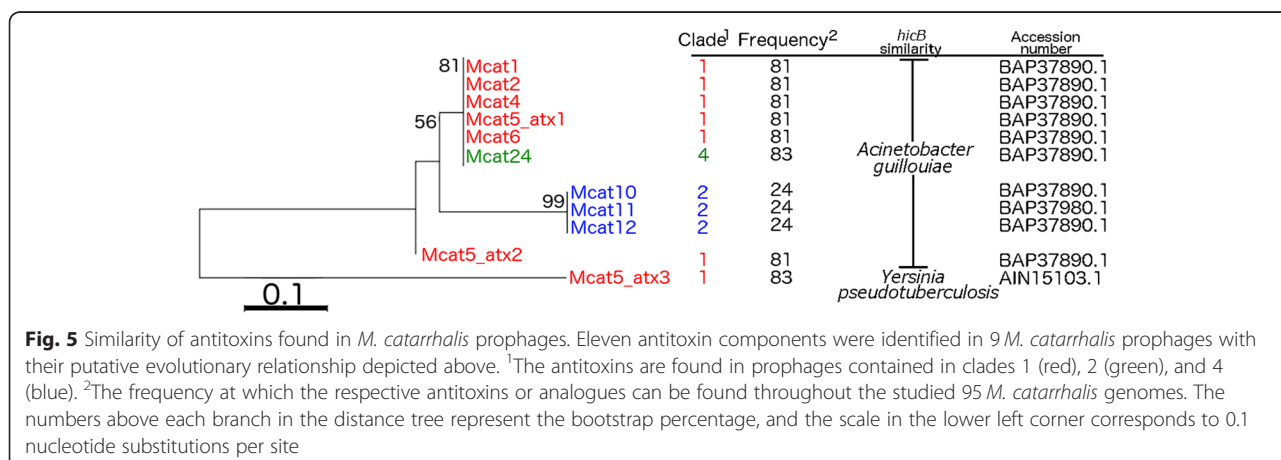 Clade¹ Frequency² hicB similarity Accession number
81 Mcat1 1 81 BAP37890.1
Mcat2 1 81 BAP37890.1
Mcat4 1 81 BAP37890.1
56 Mcat5_atx1 1 81 BAP37890.1
Mcat6 1 81 BAP37890.1
Mcat24 4 83 Acinetobacter guillouiae BAP37890.1
Mcat10 2 24 BAP37890.1
99 Mcat11 2 24 BAP37980.1
Mcat12 2 24 BAP37890.1
Mcat5_atx2 1 81 BAP37890.1
Mcat5_atx3 1 83 Yersinia pseudotuberculosis AIN15103.1
0.1
Fig. 5 Similarity of antitoxins found in M. catarrhalis prophages. Eleven antitoxin components were identified in 9 M. catarrhalis prophages with
their putative evolutionary relationship depicted above. ¹The antitoxins are found in prophages contained in clades 1 (red), 2 (green), and 4
(blue). ²The frequency at which the respective antitoxins or analogues can be found throughout the studied 95 M. catarrhalis genomes. The
numbers above each branch in the distance tree represent the bootstrap percentage, and the scale in the lower left corner corresponds to 0.1
nucleotide substitutions per site